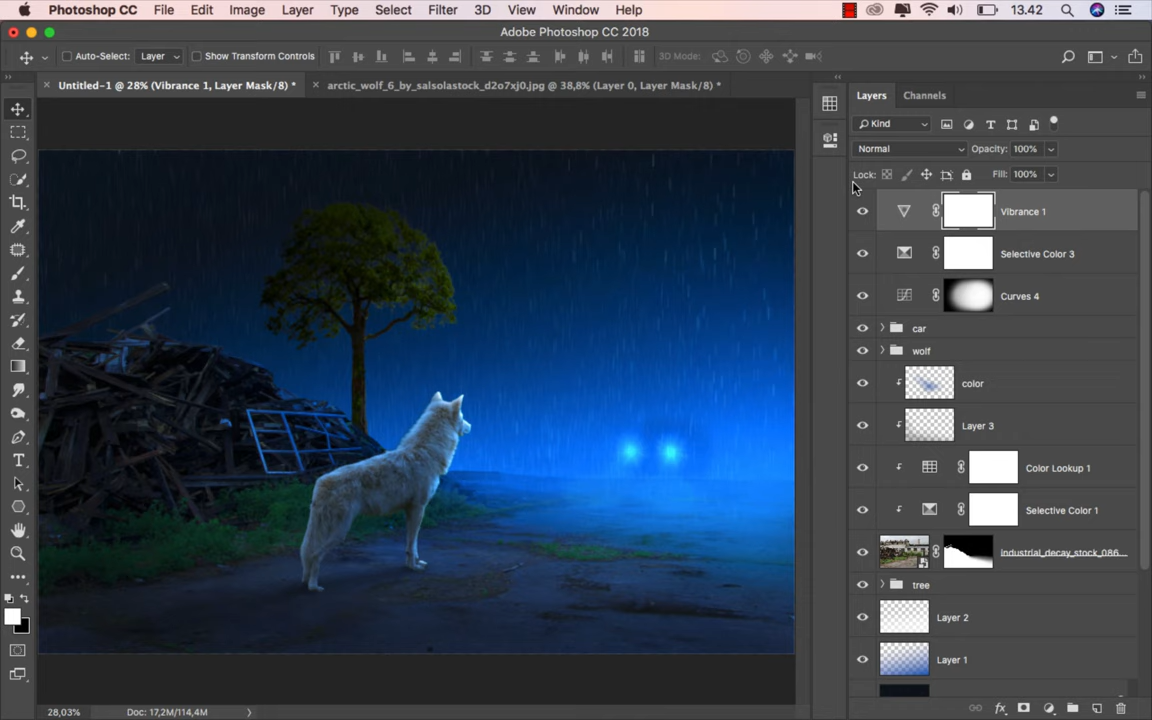 Photoshop CC File Edit Image Layer Type Select Filter 3D View Window Help 13.42
Adobe Photoshop CC 2018
Auto-Select: Layer Show Transform Controls 3D Mode:
Untitled-1 @ 28% (Vibrance 1, Layer Mask/8) * arctic_wolf_6_by_salsolastock_d2o7xj0.jpg @ 38,8% (Layer 0, Layer Mask/8) *
Layers Channels
Kind
Normal Opacity: 100%
Lock: Fill: 100%
Vibrance 1
Selective Color 3
Curves 4
car
wolf
color
Layer 3
Color Lookup 1
Selective Color 1
industrial_decay_stock_086...
tree
Layer 2
Layer 1
28,03% Doc: 17,2M/114,4M